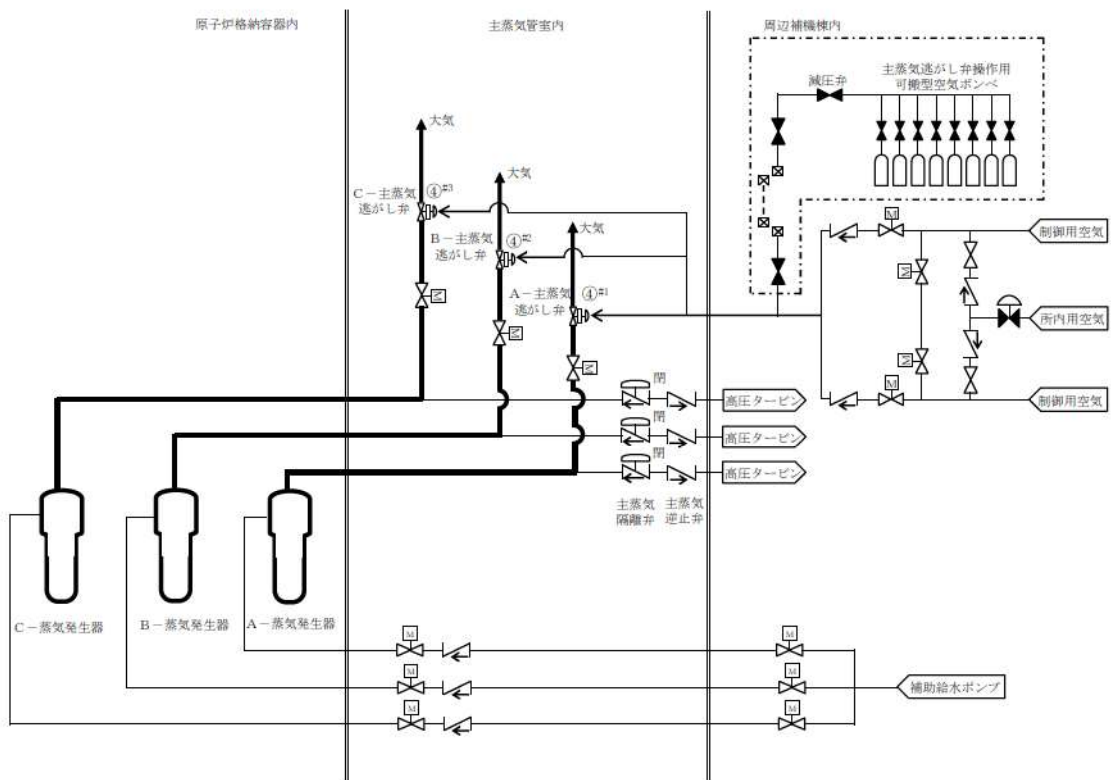 原子炉格納容器内
主蒸気管室内
周辺補機棟内
減圧弁
主蒸気逃がし弁操作用
可搬型空気ボンベ
大気
大気
大気
C－主蒸気
逃がし弁
④#3
B－主蒸気
逃がし弁
④#2
A－主蒸気
逃がし弁
④#1
M
M
M
M
M
M
M
制御用空気
所内用空気
制御用空気
閉
閉
閉
高圧タービン
高圧タービン
高圧タービン
主蒸気
隔離弁
主蒸気
逆止弁
C－蒸気発生器
B－蒸気発生器
A－蒸気発生器
M
M
M
M
M
M
補助給水ポンプ